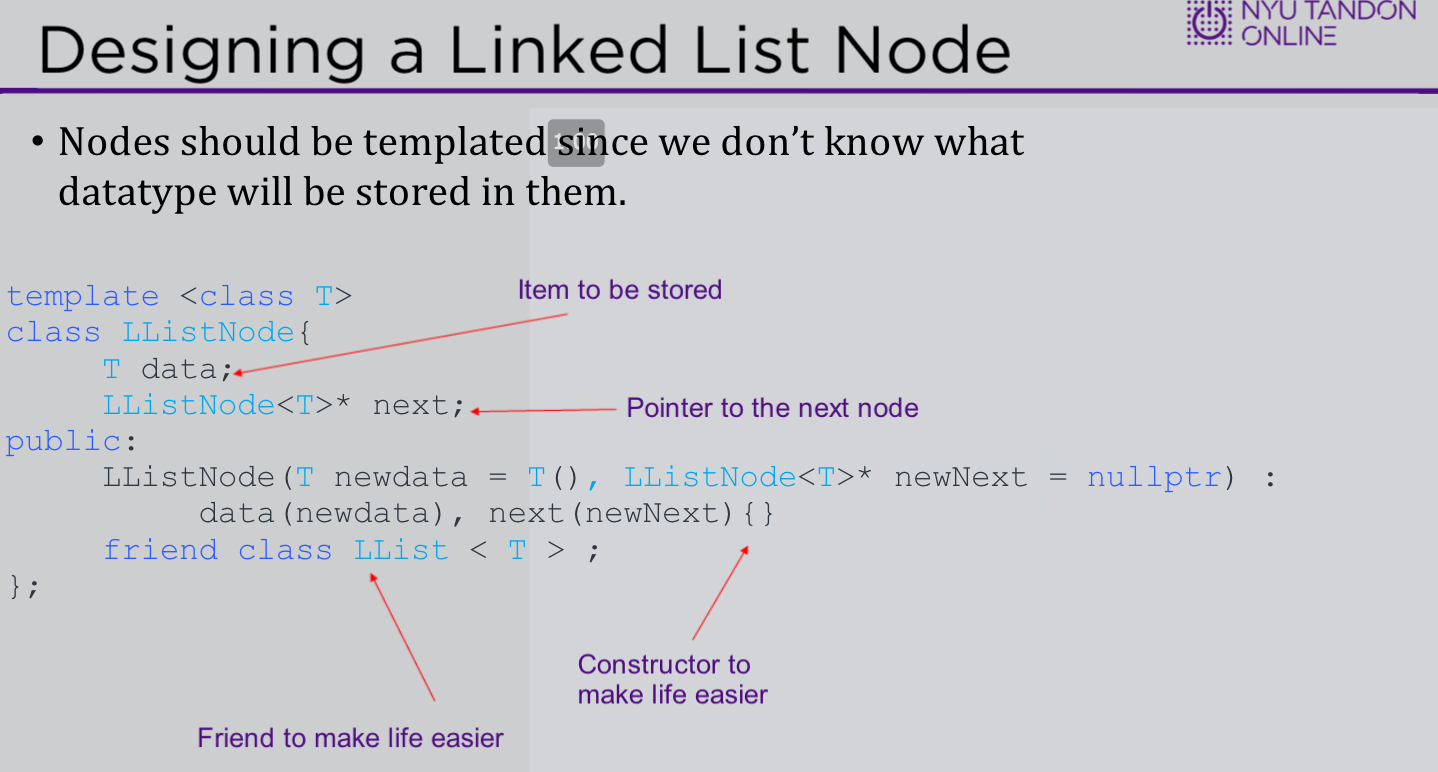 NYU TANDON
ONLINE
Designing a Linked List Node
• Nodes should be templated since we don’t know what
datatype will be stored in them.
template <class T>
Item to be stored
class LListNode{
T data;
LListNode<T>* next;
Pointer to the next node
public:
LListNode(T newdata = T(), LListNode<T>* newNext = nullptr) :
data(newdata), next(newNext){}
friend class LList < T > ;
};
Constructor to
make life easier
Friend to make life easier